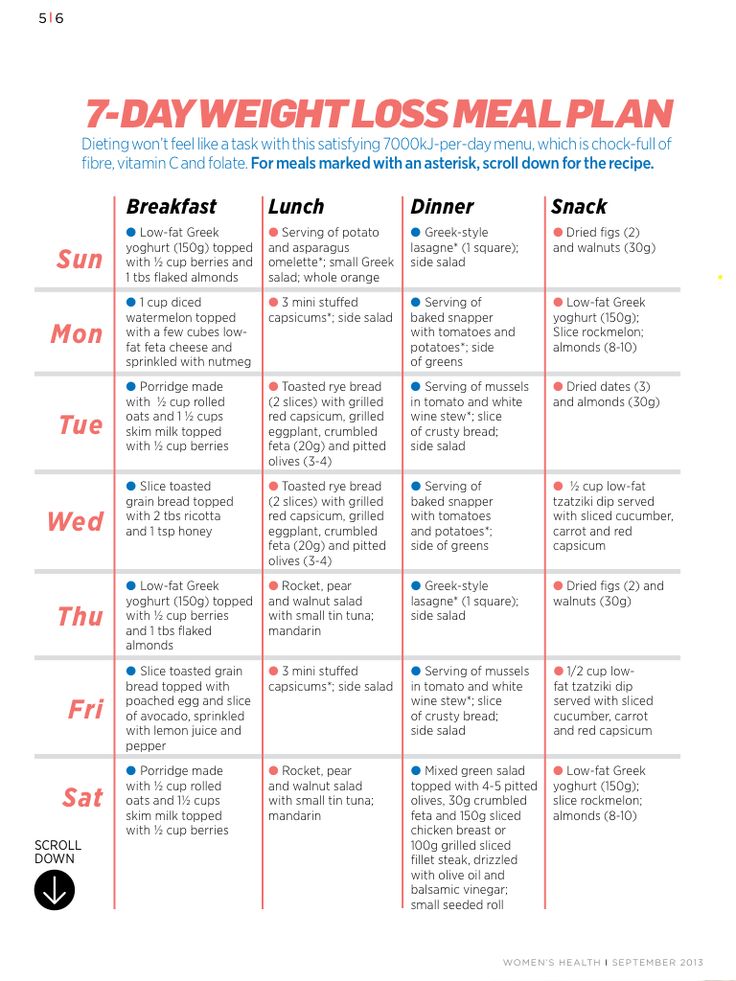 5 | 6
7-DAY WEIGHT LOSS MEAL PLAN
Dieting won't feel like a task with this satisfying 7000kJ-per-day menu, which is chock-full of
fibre, vitamin C and folate. For meals marked with an asterisk, scroll down for the recipe.
Breakfast
Lunch
Dinner
Snack
Sun
● Low-fat Greek
yoghurt (150g) topped
with ½ cup berries and
1 tbs flaked almonds
● Serving of potato
and asparagus
omelette*; small Greek
salad; whole orange
● Greek-style
lasagne* (1 square);
side salad
● Dried figs (2)
and walnuts (30g)
Mon
● 1 cup diced
watermelon topped
with a few cubes low-
fat feta cheese and
sprinkled with nutmeg
● 3 mini stuffed
capsicums*; side salad
● Serving of
baked snapper
with tomatoes and
potatoes*; side
of greens
● Low-fat Greek
yoghurt (150g);
Slice rockmelon;
almonds (8-10)
Tue
● Porridge made
with ½ cup rolled
oats and 1 ½ cups
skim milk topped
with ½ cup berries
● Toasted rye bread
(2 slices) with grilled
red capsicum, grilled
eggplant, crumbled
feta (20g) and pitted
olives (3-4)
● Serving of mussels
in tomato and white
wine stew*; slice
of crusty bread;
side salad
● Dried dates (3)
and almonds (30g)
Wed
● Slice toasted
grain bread topped
with 2 tbs ricotta
and 1 tsp honey
● Toasted rye bread
(2 slices) with grilled
red capsicum, grilled
eggplant, crumbled
feta (20g) and pitted
olives (3-4)
● Serving of
baked snapper
with tomatoes
and potatoes*;
side of greens
● ½ cup low-fat
tzatziki dip served
with sliced cucumber,
carrot and red
capsicum
Thu
● Low-fat Greek
yoghurt (150g) topped
with ½ cup berries
and 1 tbs flaked
almonds
● Rocket, pear
and walnut salad
with small tin tuna;
mandarin
● Greek-style
lasagne* (1 square);
side salad
● Dried figs (2) and
walnuts (30g)
Fri
● Slice toasted grain
bread topped with
poached egg and slice
of avocado, sprinkled
with lemon juice and
pepper
● 3 mini stuffed
capsicums*; side salad
● Serving of mussels
in tomato and white
wine stew*; slice
of crusty bread;
side salad
● 1/2 cup low-
fat tzatziki dip
served with sliced
cucumber, carrot
and red capsicum
Sat
● Porridge made
with ½ cup rolled
oats and 1½ cups
skim milk topped
with ½ cup berries
● Rocket, pear
and walnut salad
with small tin tuna;
mandarin
● Mixed green salad
topped with 4-5 pitted
olives, 30g crumbled
feta and 150g sliced
chicken breast or
100g grilled sliced
fillet steak, drizzled
with olive oil and
balsamic vinegar;
small seeded roll
● Low-fat Greek
yoghurt (150g);
slice rockmelon;
almonds (8-10)
SCROLL
DOWN
WOMEN'S HEALTH | SEPTEMBER 2013